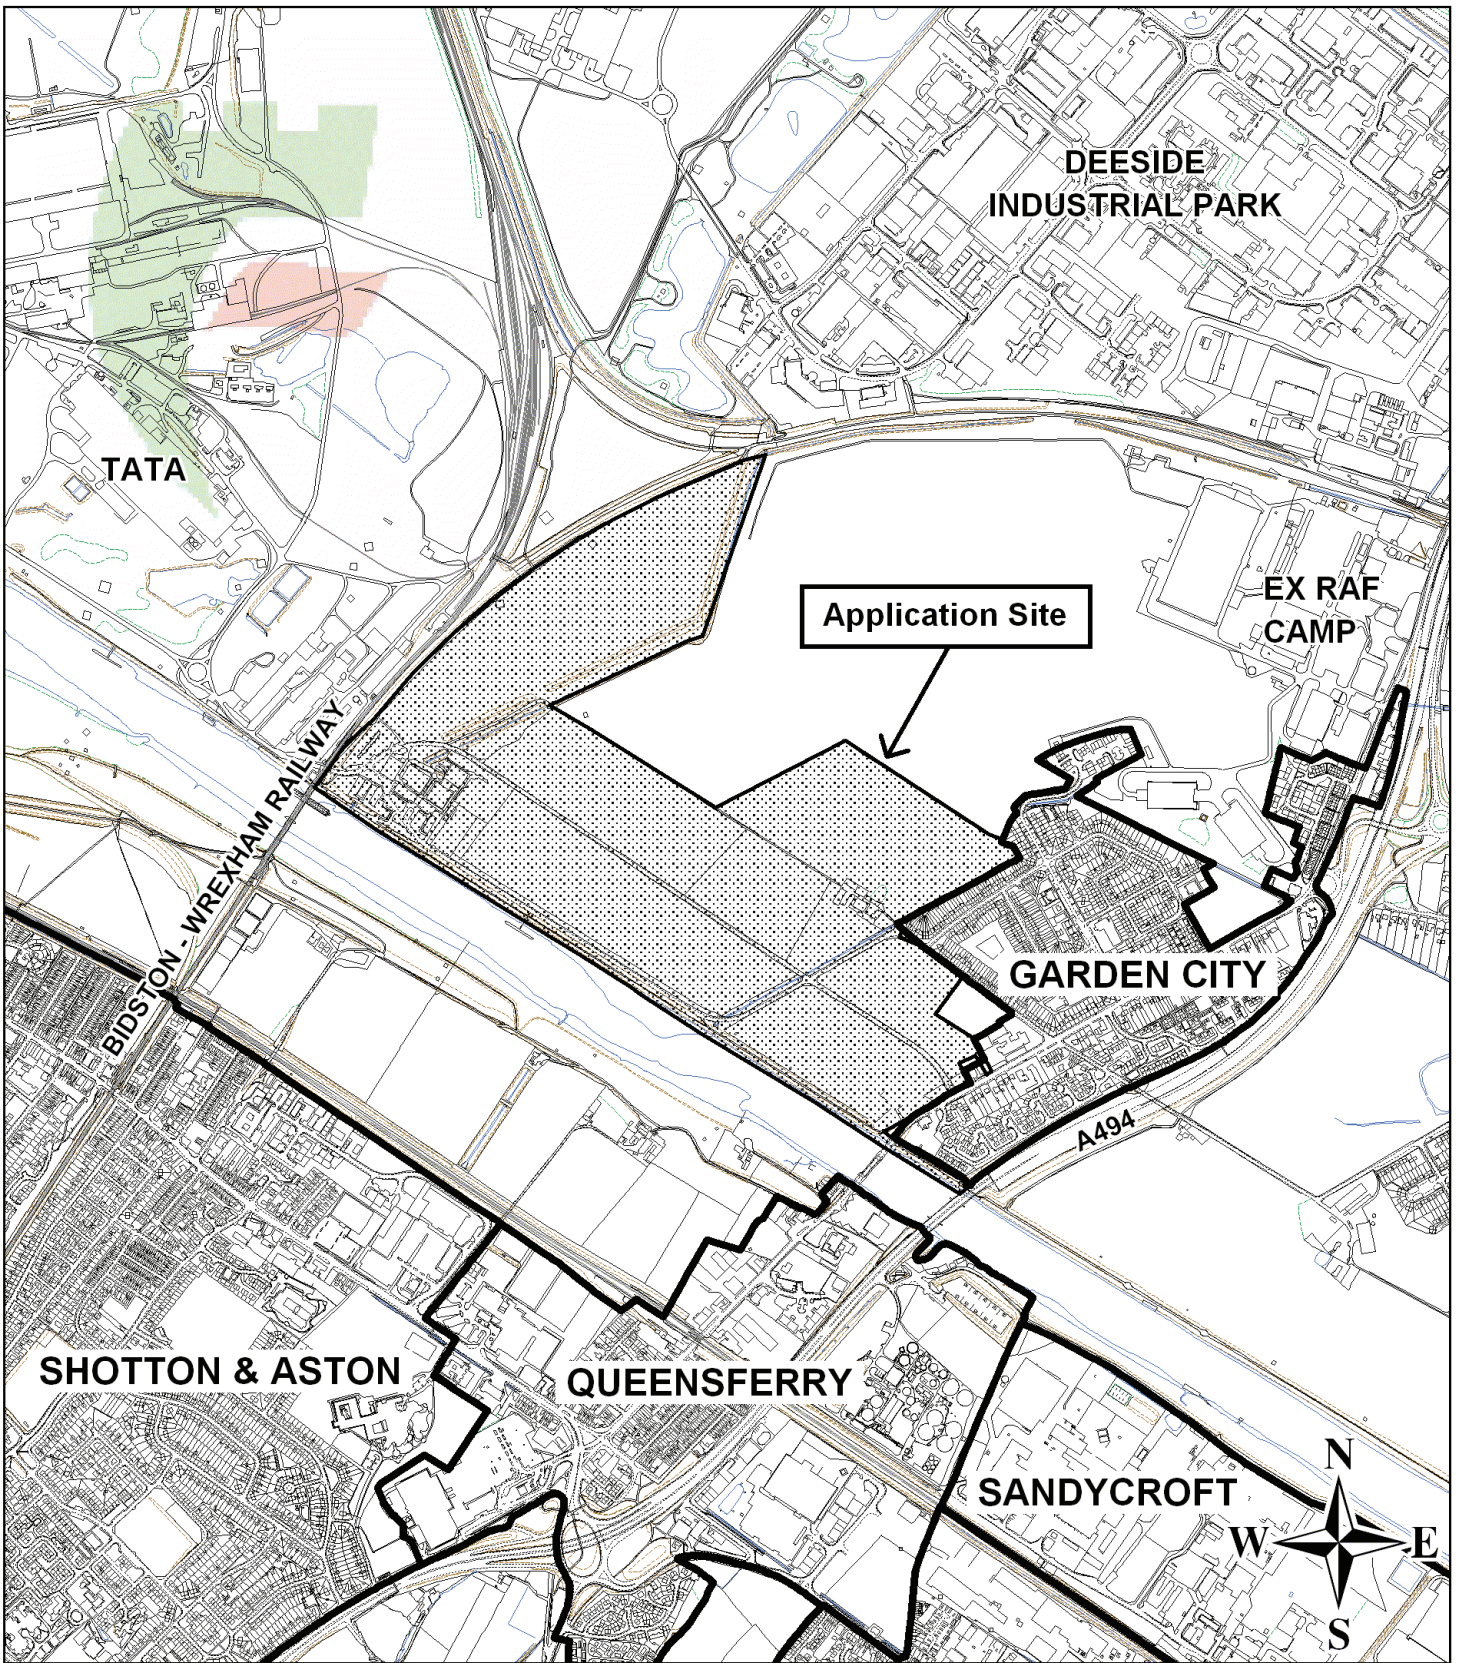 DEESIDE
INDUSTRIAL PARK
TATA
EX RAF
CAMP
Application Site
BIDSTON - WREXHAM RAILWAY
GARDEN CITY
A494
SHOTTON & ASTON
QUEENSFERRY
SANDYCROFT
N
W
E
S